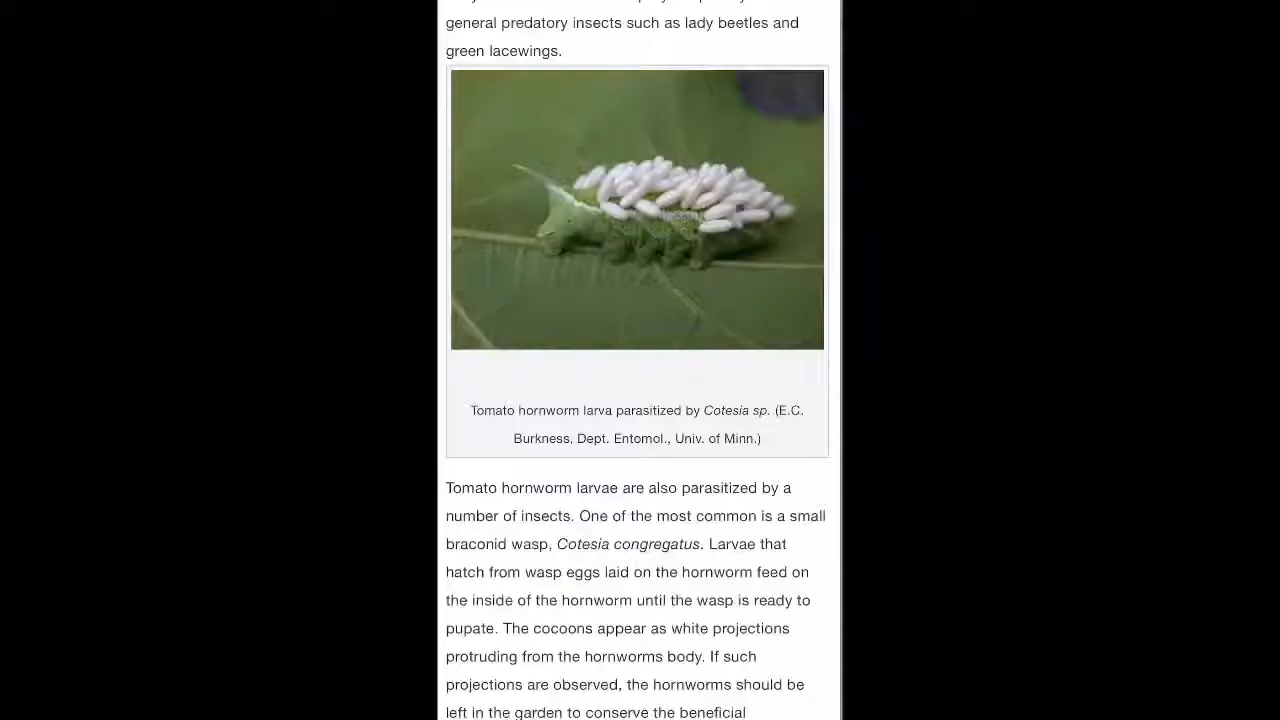 general predatory insects such as lady beetles and
green lacewings.
Tomato hornworm larva parasitized by Cotesia sp. (E.C.
Burkness, Dept. Entomol., Univ. of Minn.)
Tomato hornworm larvae are also parasitized by a
number of insects. One of the most common is a small
braconid wasp, Cotesia congregatus. Larvae that
hatch from wasp eggs laid on the hornworm feed on
the inside of the hornworm until the wasp is ready to
pupate. The cocoons appear as white projections
protruding from the hornworms body. If such
projections are observed, the hornworms should be
left in the garden to conserve the beneficial